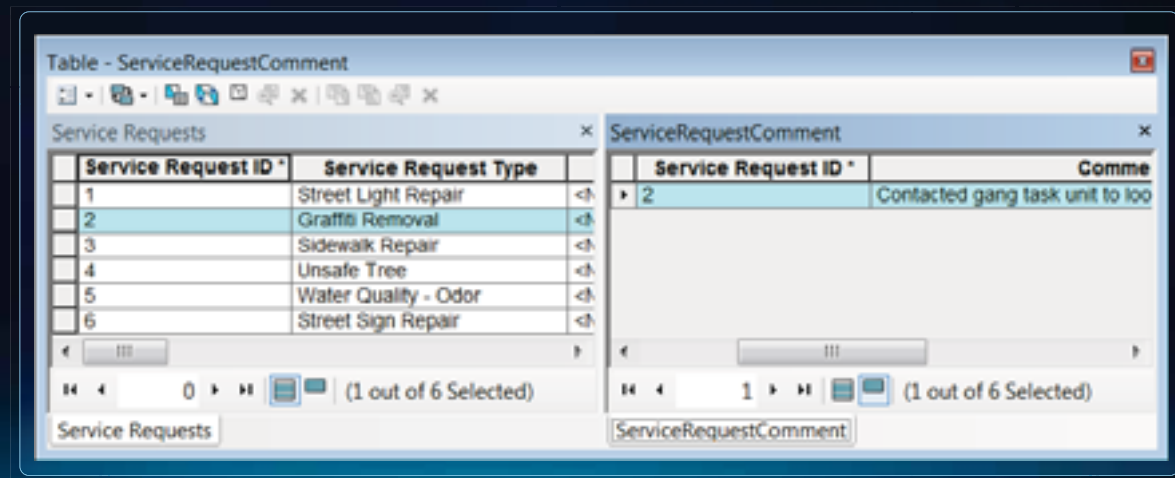 Table - ServiceRequestComment
Service Requests
Service Request ID * Service Request Type
1 Street Light Repair <N
2 Graffiti Removal <N
3 Sidewalk Repair <N
4 Unsafe Tree <N
5 Water Quality - Odor <N
6 Street Sign Repair <N
0 (1 out of 6 Selected)
Service Requests
ServiceRequestComment
Service Request ID * Comme
2 Contacted gang task unit to loo
1 (1 out of 6 Selected)
ServiceRequestComment